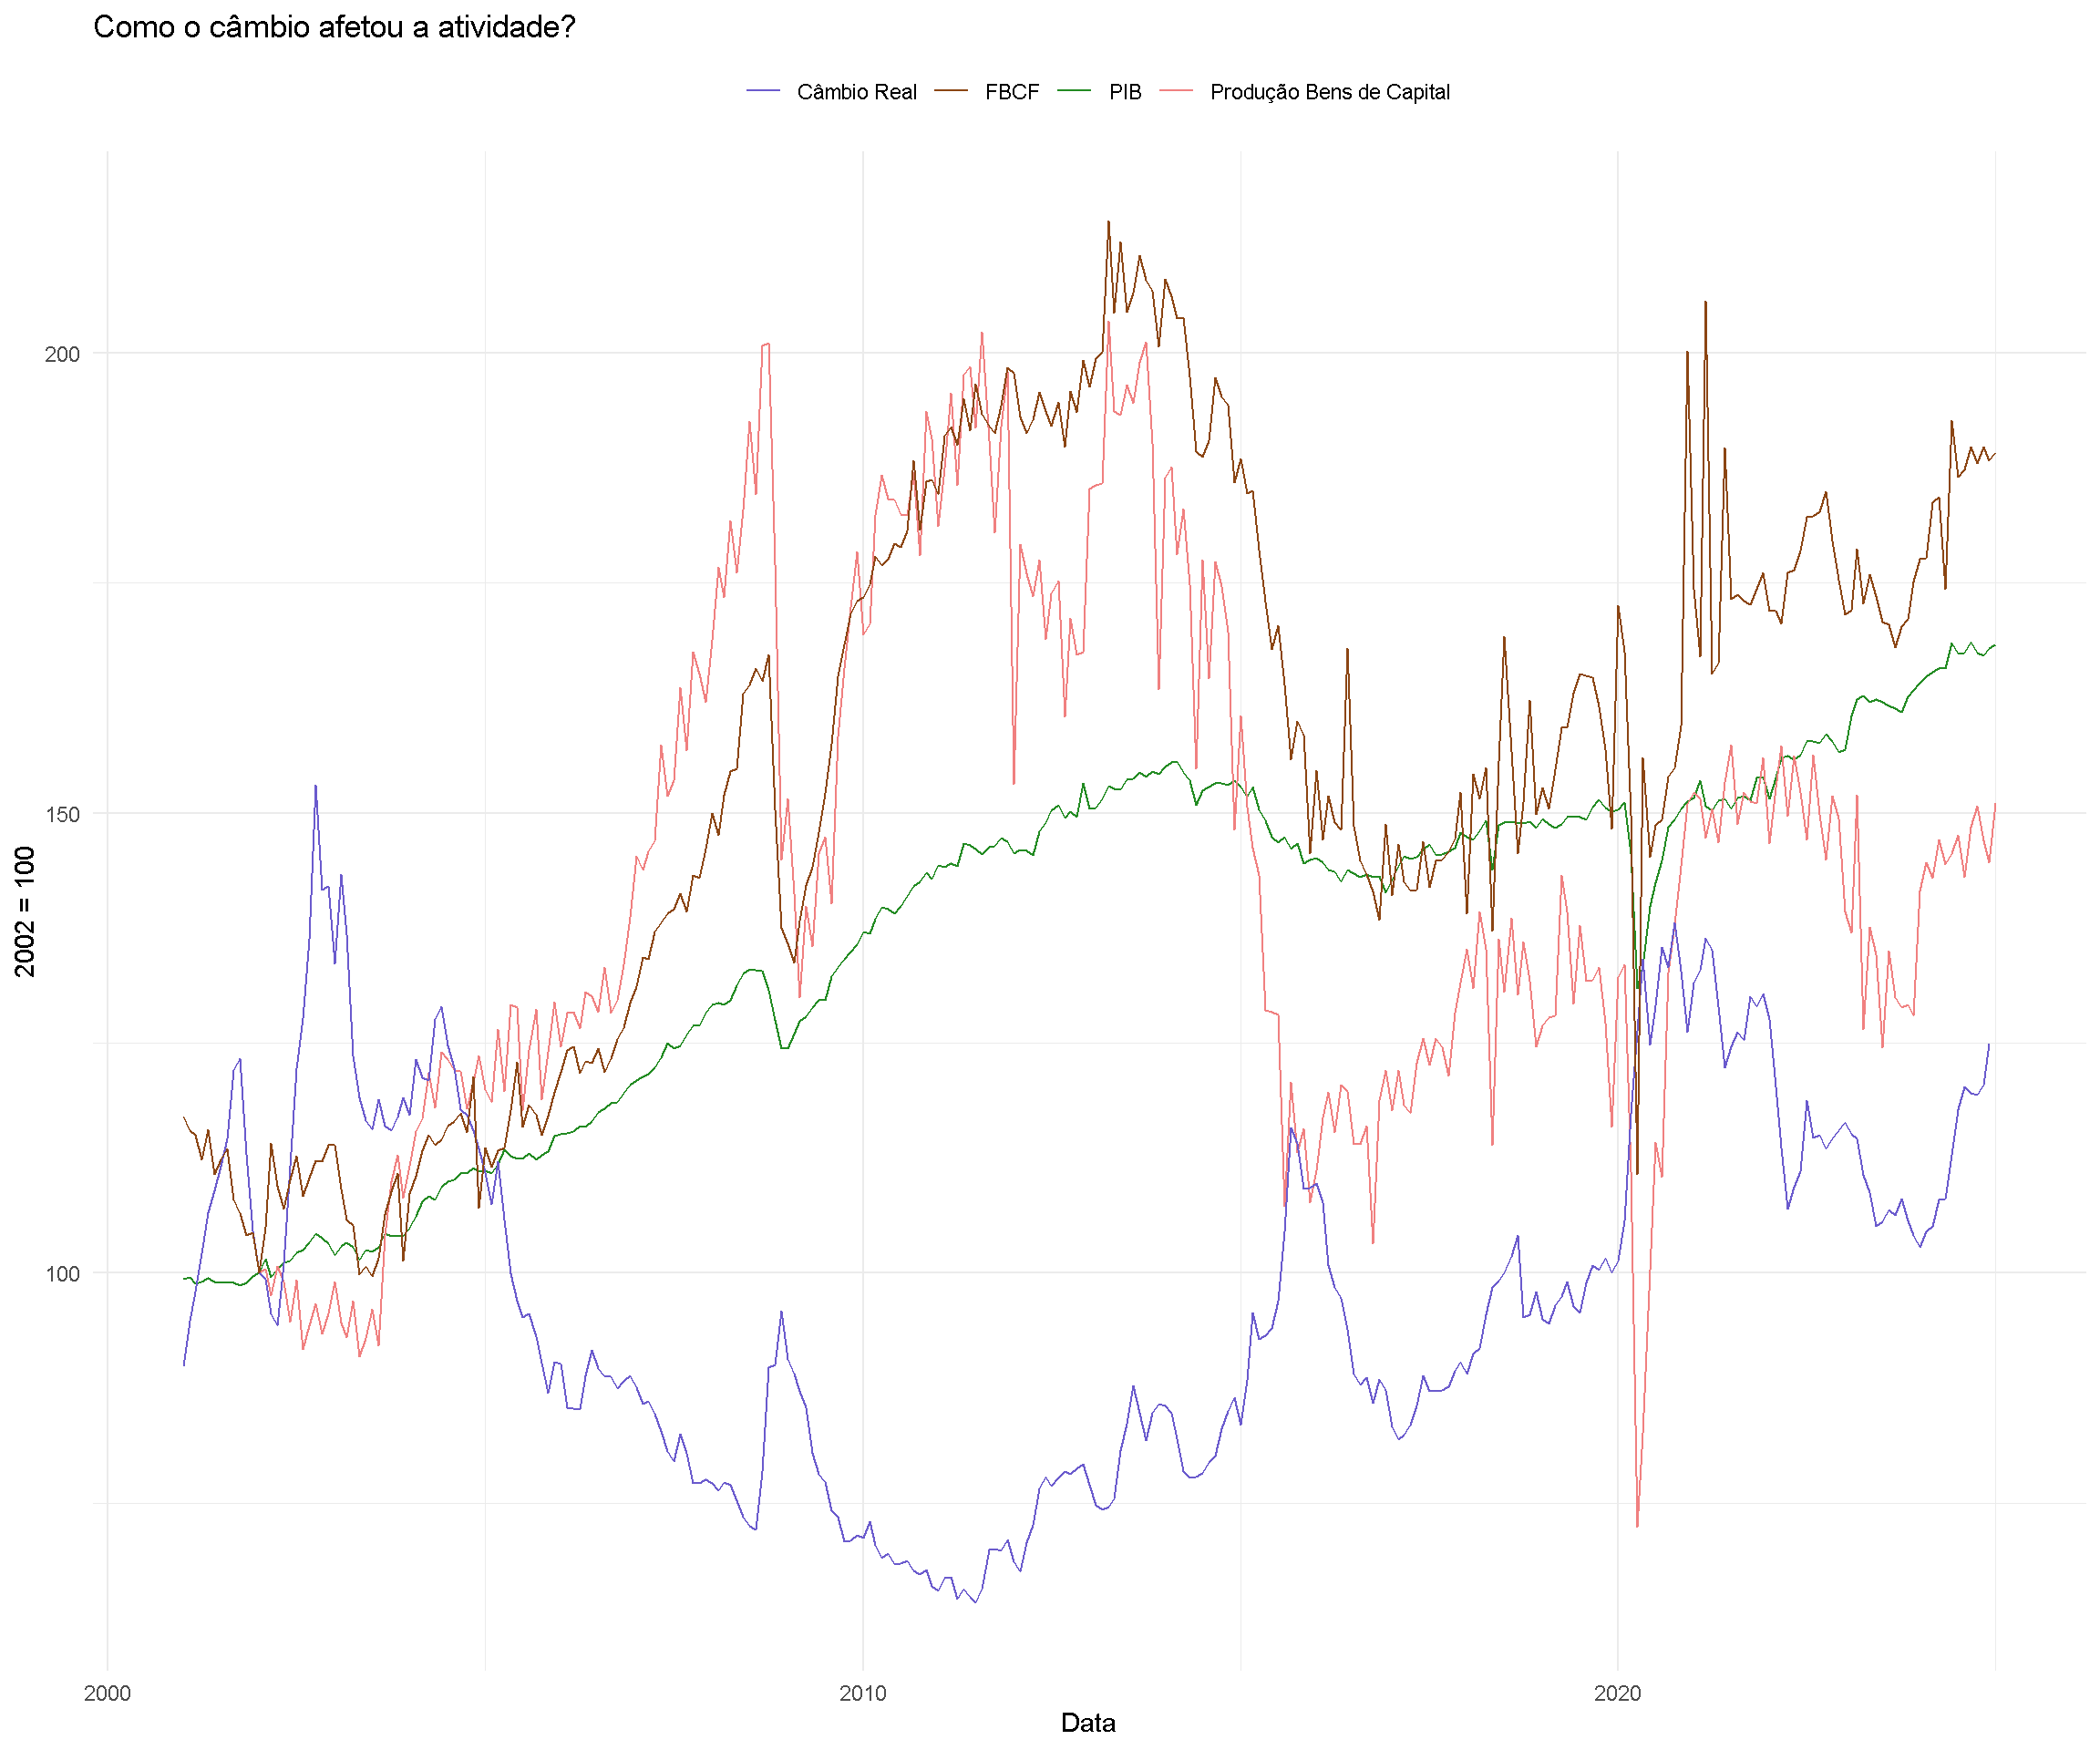 Como o câmbio afetou a atividade?
Câmbio Real FBCF PIB Produção Bens de Capital
200
150
100
2002 = 100
2000 2010 2020
Data